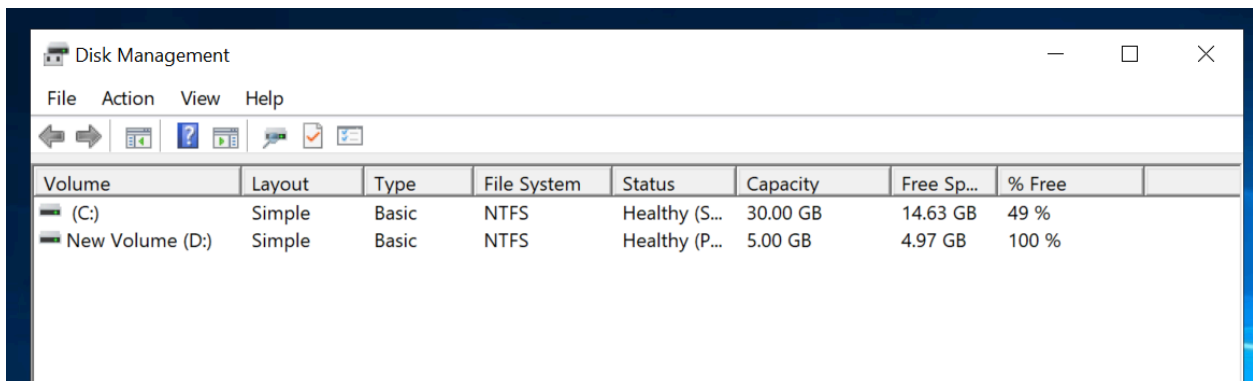 Disk Management
File Action View Help
Volume Layout Type File System Status Capacity Free Sp... % Free
(C:) Simple Basic NTFS Healthy (S... 30.00 GB 14.63 GB 49 %
New Volume (D:) Simple Basic NTFS Healthy (P... 5.00 GB 4.97 GB 100 %